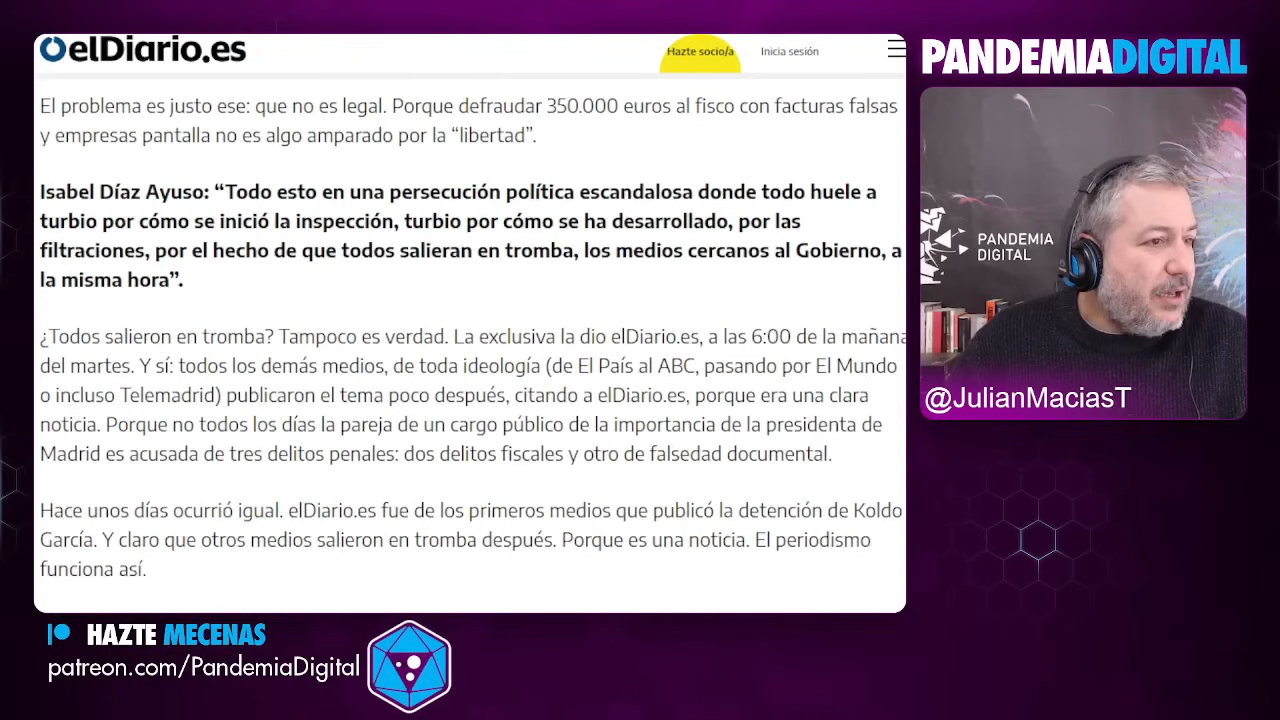 elDiario.es
Hazte socio/a
Inicia sesión
El problema es justo ese: que no es legal. Porque defraudar 350.000 euros al fisco con facturas falsas
y empresas pantalla no es algo amparado por la “libertad”.
Isabel Díaz Ayuso: “Todo esto en una persecución política escandalosa donde todo huele a
turbio por cómo se inició la inspección, turbio por cómo se ha desarrollado, por las
filtraciones, por el hecho de que todos salieran en tromba, los medios cercanos al Gobierno, a
la misma hora”.
¿Todos salieron en tromba? Tampoco es verdad. La exclusiva la dio elDiario.es, a las 6:00 de la mañana
del martes. Y sí: todos los demás medios, de toda ideología (de El País al ABC, pasando por El Mundo
o incluso Telemadrid) publicaron el tema poco después, citando a elDiario.es, porque era una clara
noticia. Porque no todos los días la pareja de un cargo público de la importancia de la presidenta de
Madrid es acusada de tres delitos penales: dos delitos fiscales y otro de falsedad documental.
Hace unos días ocurrió igual. elDiario.es fue de los primeros medios que publicó la detención de Koldo
García. Y claro que otros medios salieron en tromba después. Porque es una noticia. El periodismo
funciona así.
PANDEMIADIGITAL
PANDEMIA
DIGITAL
@JulianMaciasT
HAZTE MECENAS
patreon.com/PandemiaDigital